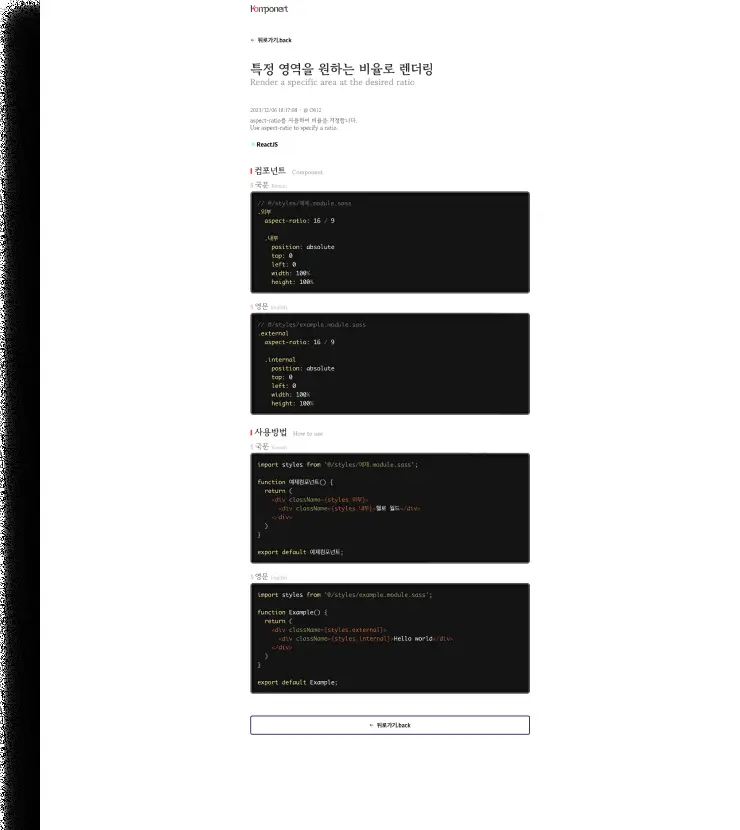 Komponent
← 뒤로가기.back
특정 영역을 원하는 비율로 렌더링
Render a specific area at the desired ratio
aspect-ratio를 사용하여 비율을 지정합니다.
Use aspect-ratio to specify a ratio.
ReactJS
컴포넌트 Component
국문 Korean
// @/styles/예제.module.sass
.외부
aspect-ratio: 16 / 9
.내부
position: absolute
top: 0
left: 0
width: 100%
height: 100%
영문 English
// @/styles/example.module.sass
.external
aspect-ratio: 16 / 9
.internal
position: absolute
top: 0
left: 0
width: 100%
height: 100%
사용방법 How to use
국문 Korean
import styles from '@/styles/예제.module.sass';
function 예제컴포넌트() {
return (
<div className={styles.외부}>
<div className={styles.내부}>헬로 월드</div>
</div>
)
}
export default 예제컴포넌트;
영문 English
import styles from '@/styles/example.module.sass';
function Example() {
return (
<div className={styles.external}>
<div className={styles.internal}>Hello world</div>
</div>
)
}
export default Example;
← 뒤로가기.back